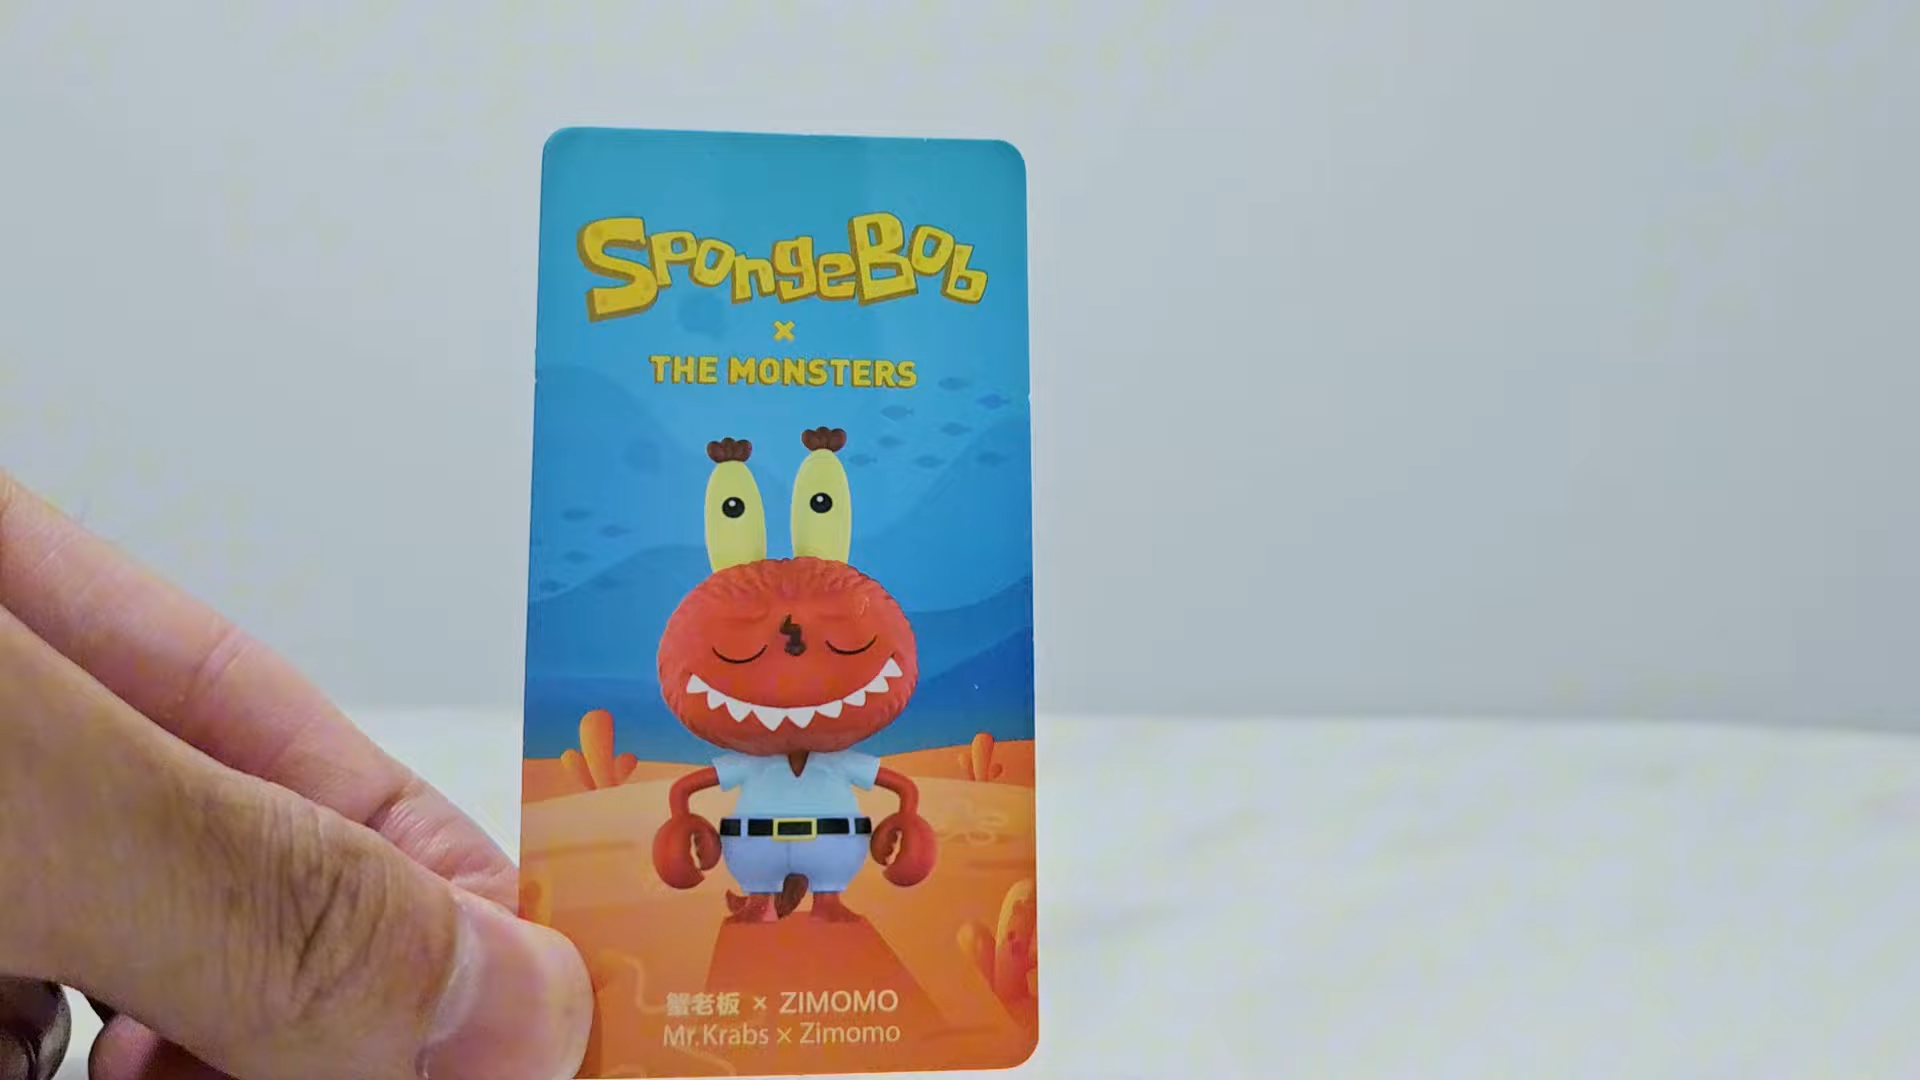 SpongeBob
×
THE MONSTERS
蟹老板 × ZIMOMO
Mr.Krabs × Zimomo